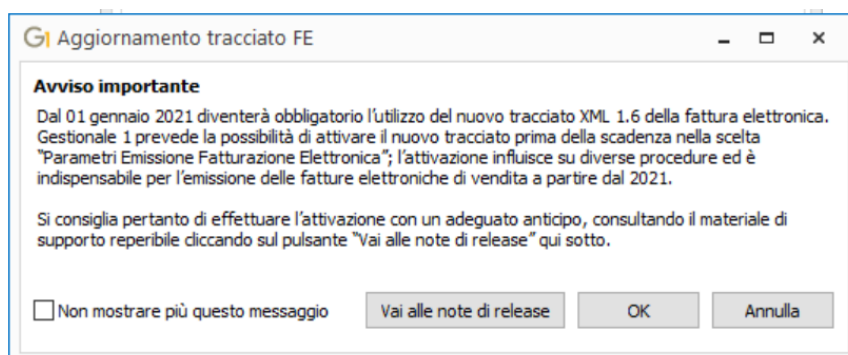 GI Aggiornamento tracciato FE
Avviso importante
Dal 01 gennaio 2021 diventerà obbligatorio l'utilizzo del nuovo tracciato XML 1.6 della fattura elettronica.
Gestionale 1 prevede la possibilità di attivare il nuovo tracciato prima della scadenza nella scelta
"Parametri Emissione Fatturazione Elettronica"; l'attivazione influisce su diverse procedure ed è
indispensabile per l'emissione delle fatture elettroniche di vendita a partire dal 2021.
Si consiglia pertanto di effettuare l'attivazione con un adeguato anticipo, consultando il materiale di
supporto reperibile cliccando sul pulsante "Vai alle note di release" qui sotto.
Non mostrare più questo messaggio
Vai alle note di release
OK
Annulla